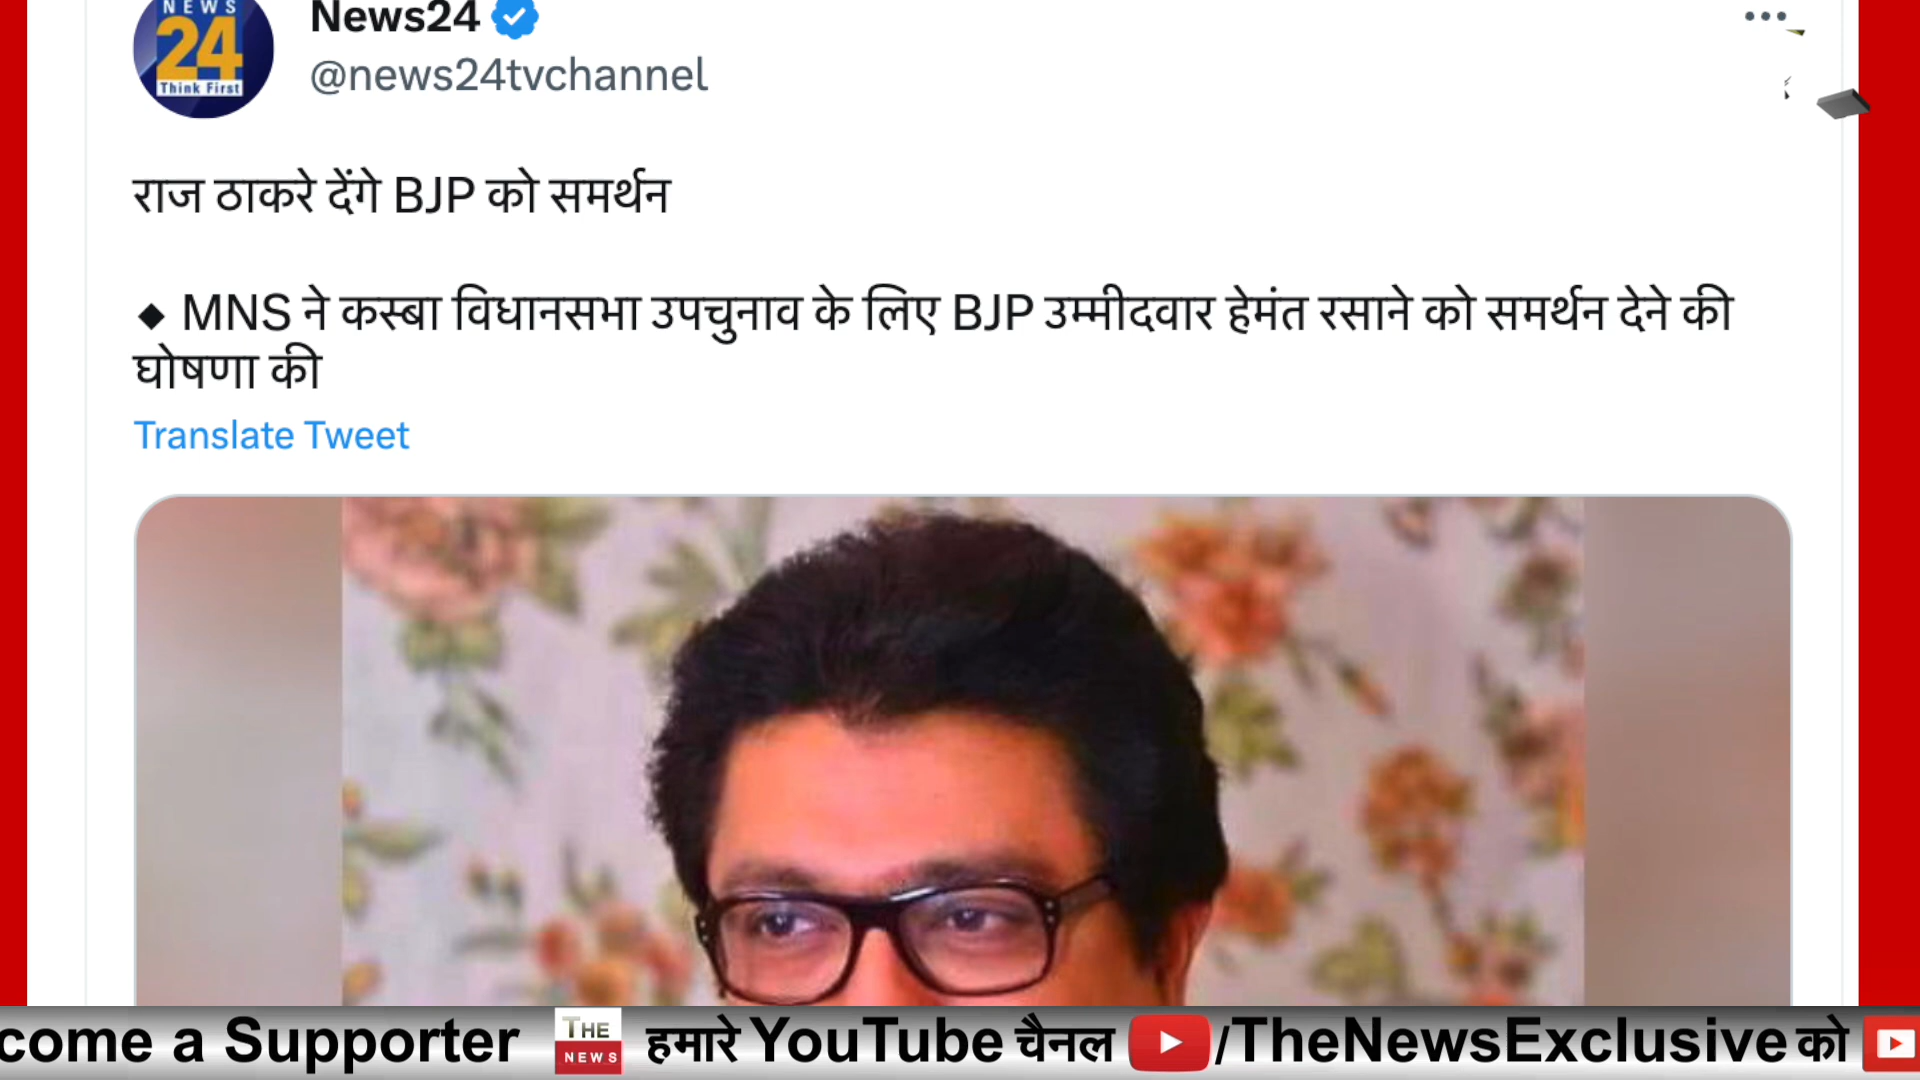 NEWS
24
Think First
News24
@news24tvchannel
राज ठाकरे देंगे BJP को समर्थन
◆ MNS ने कस्बा विधानसभा उपचुनाव के लिए BJP उम्मीदवार हेमंत रसाने को समर्थन देने की
घोषणा की
Translate Tweet
come a Supporter THE NEWS हमारे YouTube चैनल /TheNewsExclusive को